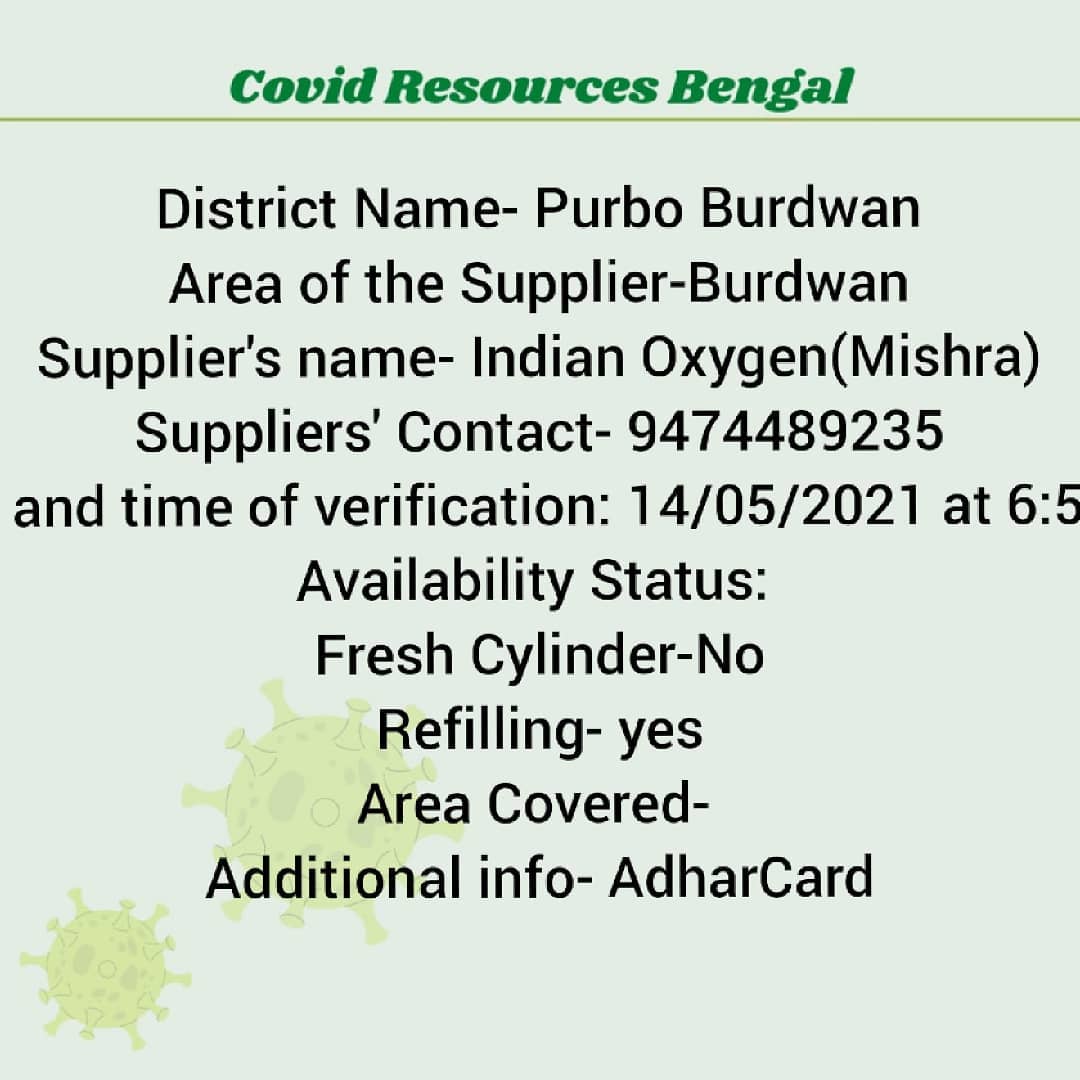 Covid Resources Bengal
District Name- Purbo Burdwan
Area of the Supplier-Burdwan
Supplier's name- Indian Oxygen(Mishra)
Suppliers' Contact- 9474489235
and time of verification: 14/05/2021 at 6:5
Availability Status:
Fresh Cylinder-No
Refilling- yes
Area Covered-
Additional info- AdharCard